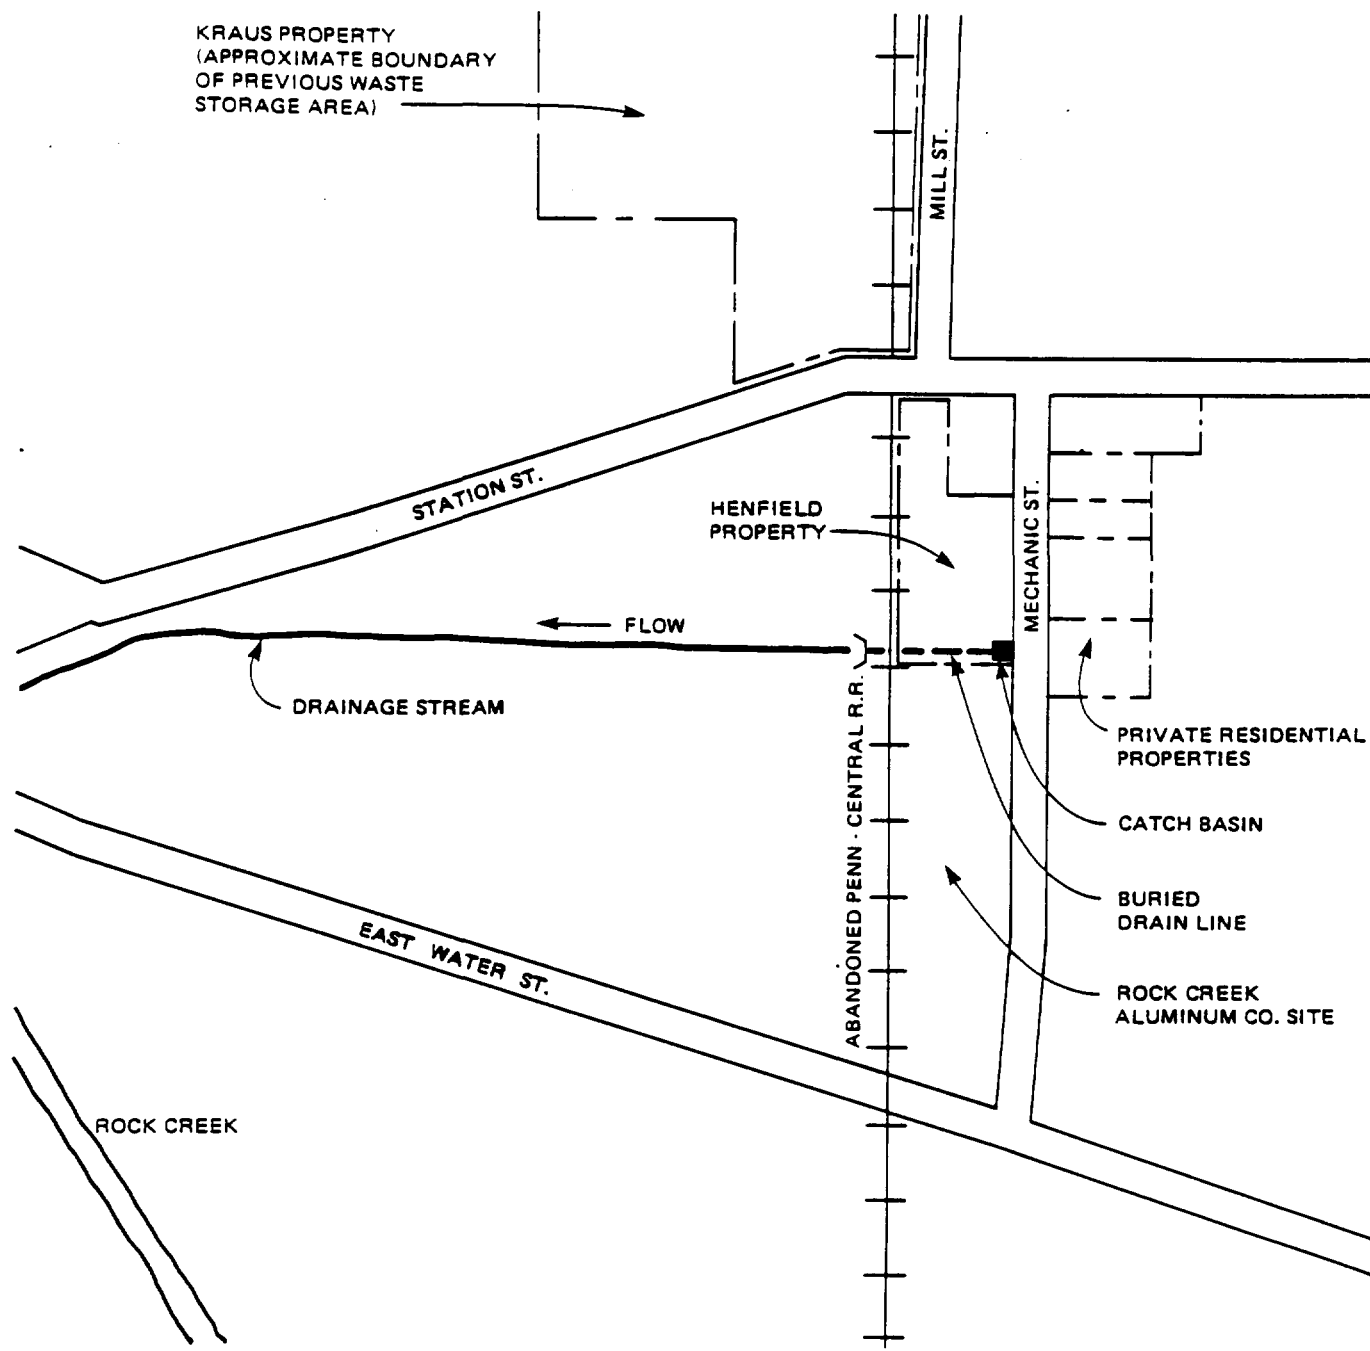 KRAUS PROPERTY
(APPROXIMATE BOUNDARY
OF PREVIOUS WASTE
STORAGE AREA)
MILL ST.
STATION ST.
HENFIELD
PROPERTY
MECHANIC ST.
FLOW
DRAINAGE STREAM
ABANDONED PENN - CENTRAL R.R.
PRIVATE RESIDENTIAL
PROPERTIES
CATCH BASIN
BURIED
DRAIN LINE
EAST WATER ST.
ROCK CREEK
ALUMINUM CO. SITE
ROCK CREEK